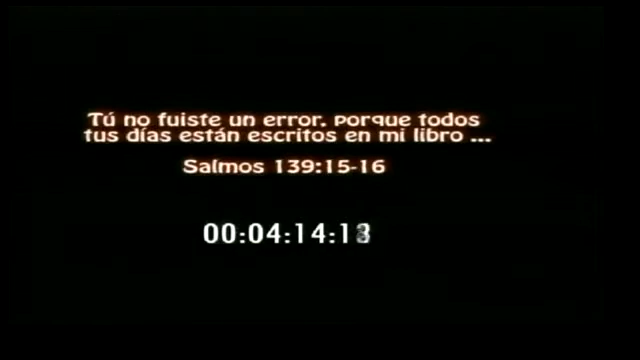 Tú no fuiste un error, porque todos
tus días están escritos en mi libro ...
Salmos 139:15-16
00:04:14:13